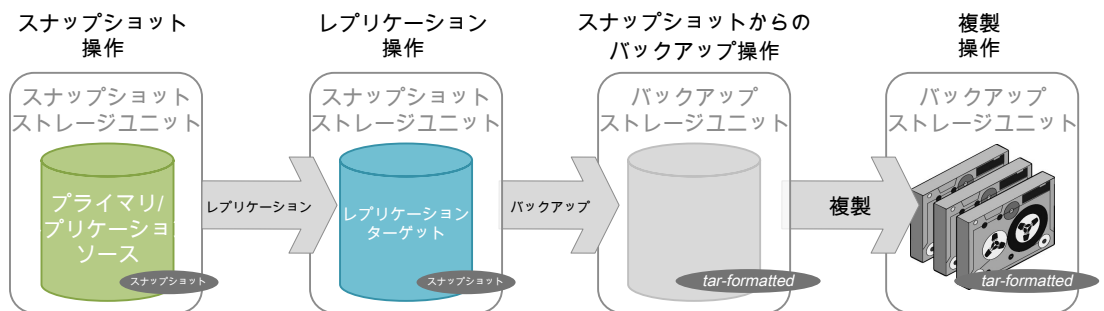 スナップショット
操作
レプリケーション
操作
スナップショットからの
バックアップ操作
複製
操作
スナップショット
ストレージユニット
スナップショット
ストレージユニット
バックアップ
ストレージユニット
バックアップ
ストレージユニット
プライマリ/
プリケーショ
ソース
スナップショット
レプリケーション
レプリケーション
ターゲット
スナップショット
バックアップ
tar-formatted
複製
tar-formatted